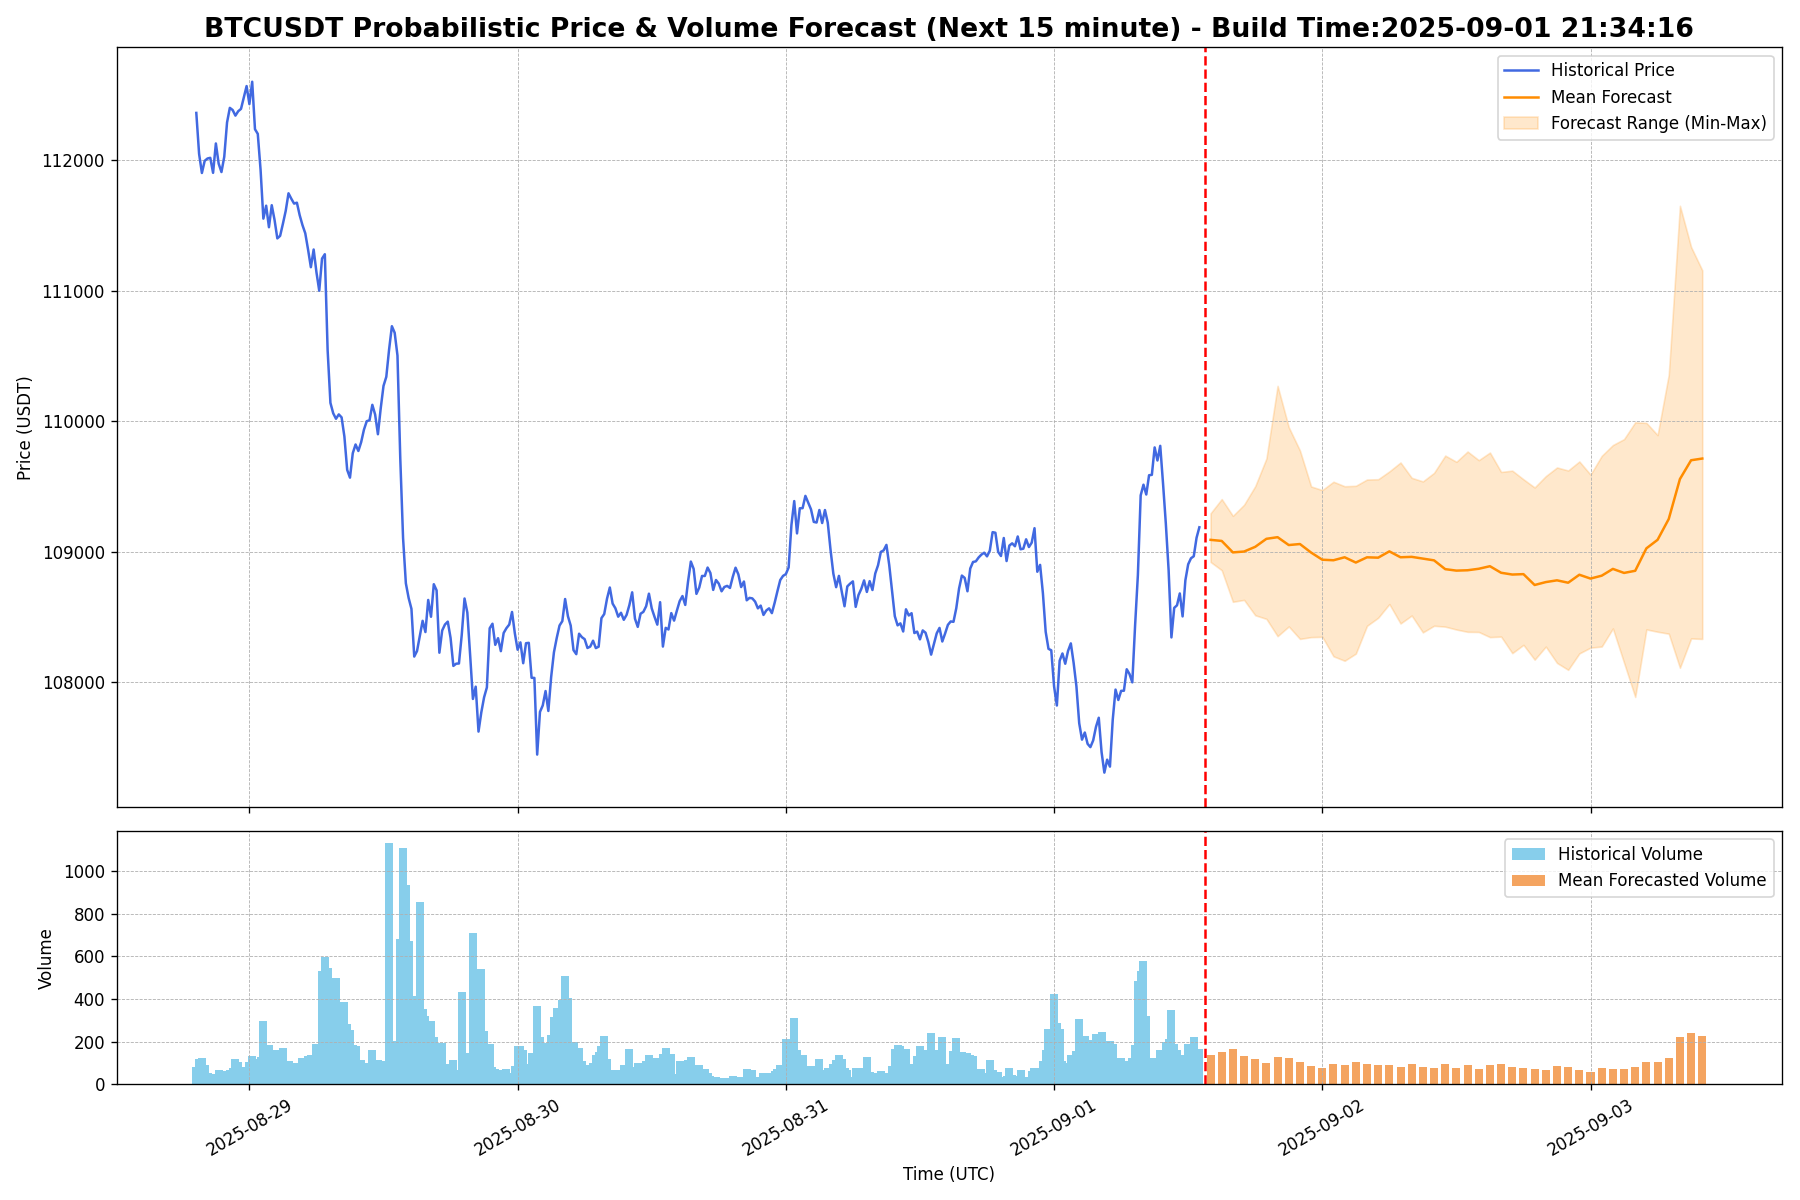 BTCUSDT Probabilistic Price & Volume Forecast (Next 15 minute) - Build Time:2025-09-01 21:34:16
Historical Price
Mean Forecast
Forecast Range (Min-Max)
Price (USDT)
112000
111000
110000
109000
108000
Historical Volume
Mean Forecasted Volume
Volume
1000
800
600
400
200
0
2025-08-29
2025-08-30
2025-08-31
2025-09-01
2025-09-02
2025-09-03
Time (UTC)